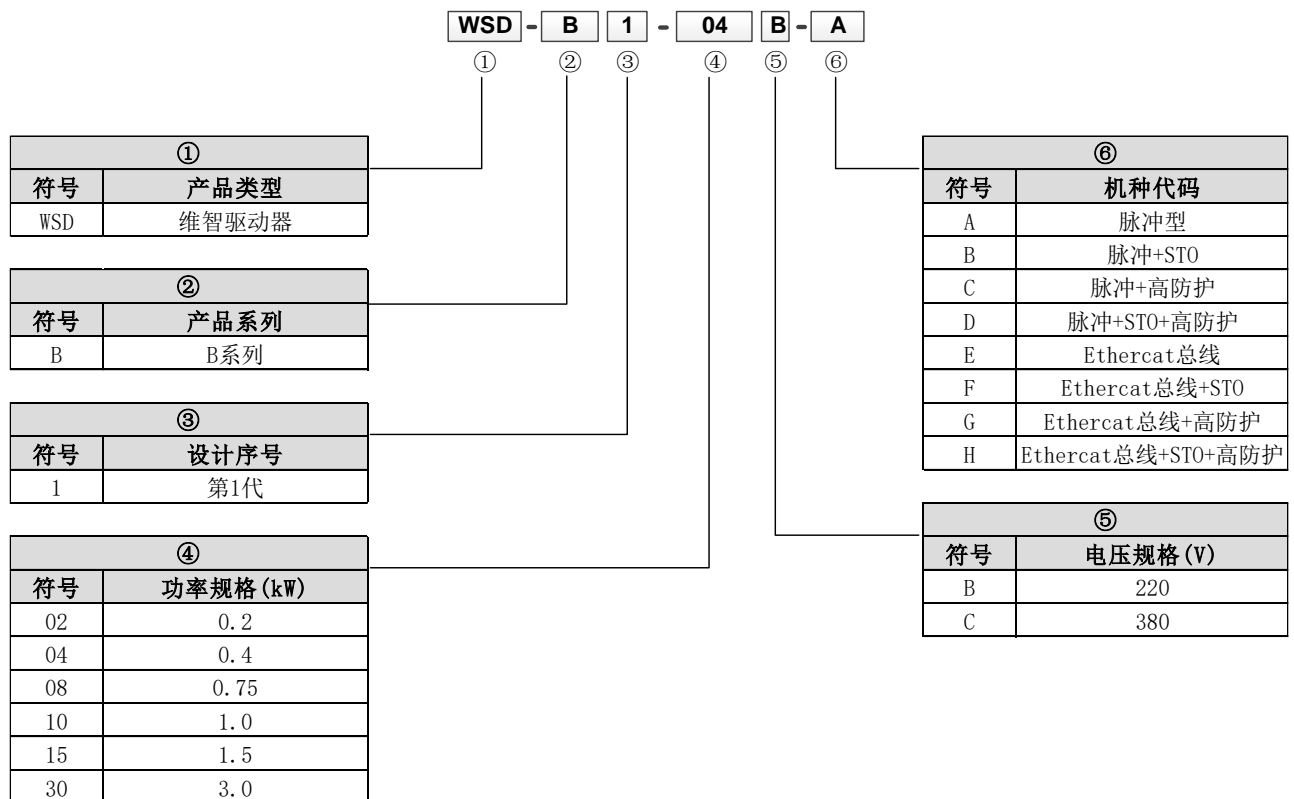 WSD - B 1 - 04 B - A
① ② ③ ④ ⑤ ⑥
①
符号 产品类型
WSD 维智驱动器
②
符号 产品系列
B B系列
③
符号 设计序号
1 第1代
④
符号 功率规格(kW)
02 0.2
04 0.4
08 0.75
10 1.0
15 1.5
30 3.0
⑥
符号 机种代码
A 脉冲型
B 脉冲+STO
C 脉冲+高防护
D 脉冲+STO+高防护
E Ethercat总线
F Ethercat总线+STO
G Ethercat总线+高防护
H Ethercat总线+STO+高防护
⑤
符号 电压规格(V)
B 220
C 380